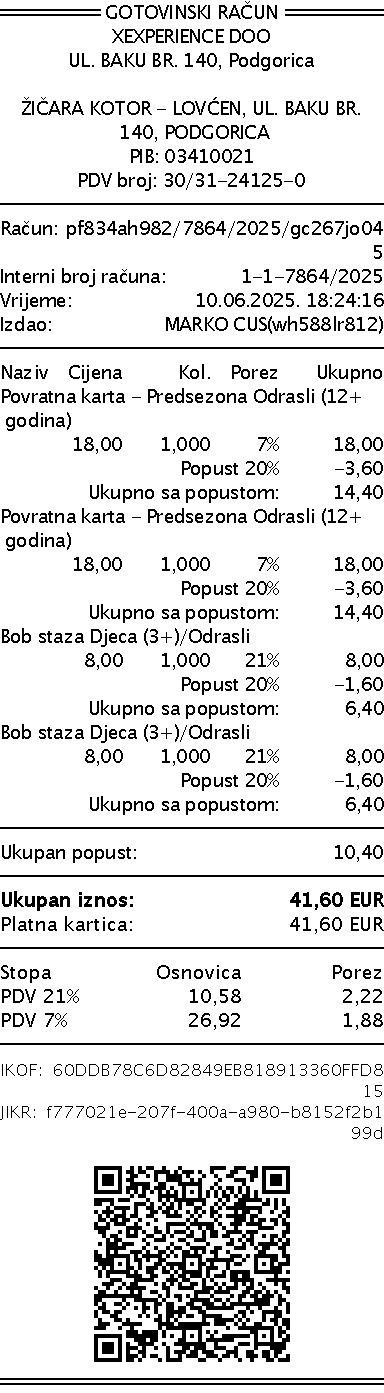 GOTOVINSKI RAČUN
XEXPERIENCE DOO
UL. BAKU BR. 140, Podgorica
ŽIČARA KOTOR – LOVĆEN, UL. BAKU BR.
140, PODGORICA
PIB: 03410021
PDV broj: 30/31–24125–0
Račun: pf834ah982/7864/2025/gc267jo04
5
Interni broj računa: 1–1–7864/2025
Vrijeme: 10.06.2025. 18:24:16
Izdao: MARKO CUS(wh588lr812)
Naziv Cijena Kol. Porez Ukupno
Povratna karta – Predsezona Odrasli (12+
godina)
18,00 1,000 7% 18,00
Popust 20% –3,60
Ukupno sa popustom: 14,40
Povratna karta – Predsezona Odrasli (12+
godina)
18,00 1,000 7% 18,00
Popust 20% –3,60
Ukupno sa popustom: 14,40
Bob staza Djeca (3+)/Odrasli
8,00 1,000 21% 8,00
Popust 20% –1,60
Ukupno sa popustom: 6,40
Bob staza Djeca (3+)/Odrasli
8,00 1,000 21% 8,00
Popust 20% –1,60
Ukupno sa popustom: 6,40
Ukupan popust: 10,40
Ukupan iznos: 41,60 EUR
Platna kartica: 41,60 EUR
Stopa Osnovica Porez
PDV 21% 10,58 2,22
PDV 7% 26,92 1,88
IKOF: 60DDB78C6D82849EB818913360FFD8
15
JIKR: f777021e–207f–400a–a980–b8152f2b1
99d